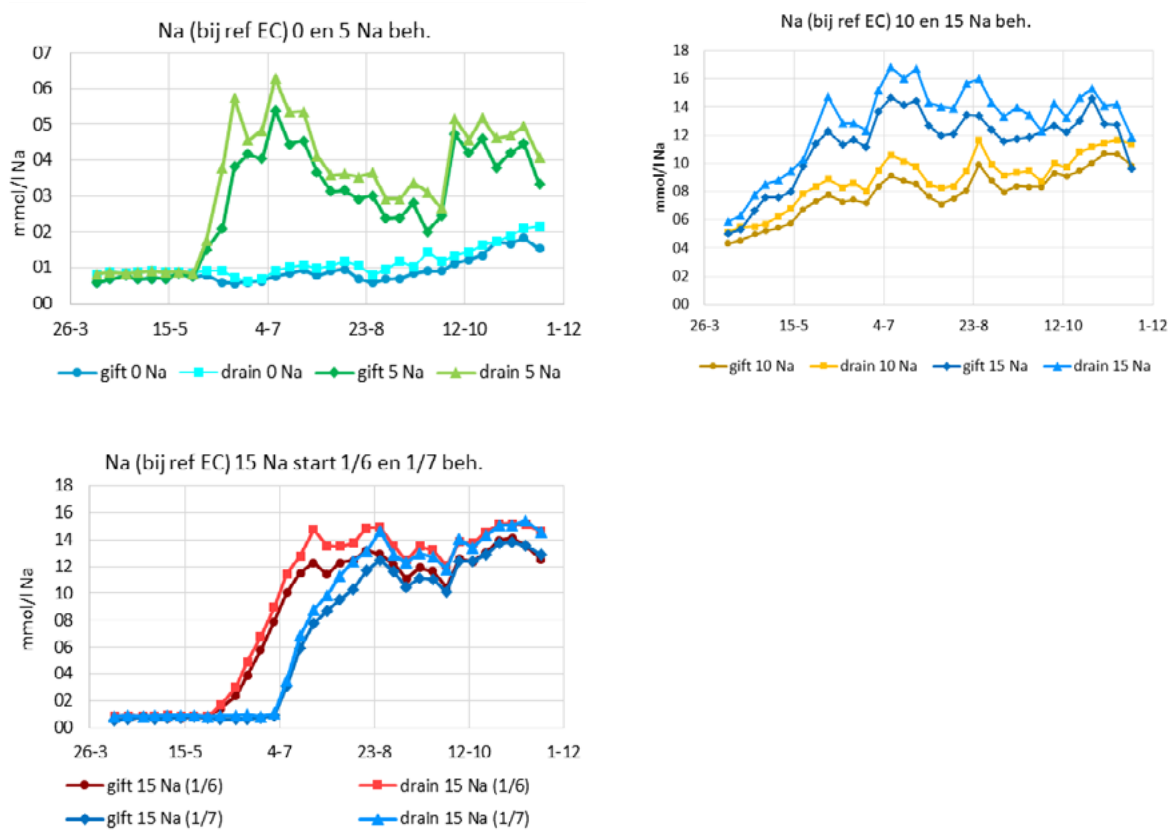 Na (bij ref EC) 0 en 5 Na beh.
mmol/l Na
07
06
05
04
03
02
01
00
26-3 15-5 4-7 23-8 12-10 1-12
gift 0 Na drain 0 Na gift 5 Na drain 5 Na
Na (bij ref EC) 10 en 15 Na beh.
mmol/l Na
18
16
14
12
10
08
06
04
02
00
26-3 15-5 4-7 23-8 12-10 1-12
gift 10 Na drain 10 Na gift 15 Na drain 15 Na
Na (bij ref EC) 15 Na start 1/6 en 1/7 beh.
mmol/l Na
18
16
14
12
10
08
06
04
02
00
26-3 15-5 4-7 23-8 12-10 1-12
gift 15 Na (1/6) drain 15 Na (1/6)
gift 15 Na (1/7) drain 15 Na (1/7)